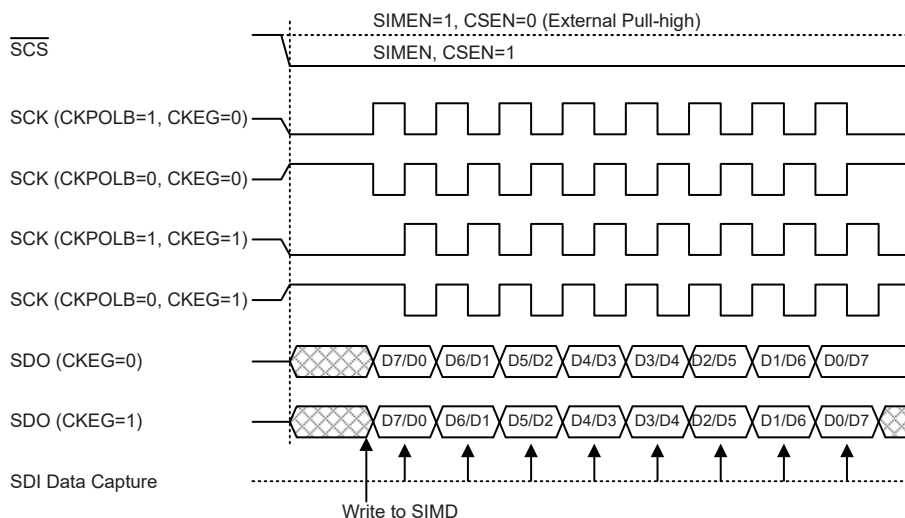 SIMEN=1, CSEN=0 (External Pull-high)
SCS
SIMEN, CSEN=1
SCK (CKPOLB=1, CKEG=0)
SCK (CKPOLB=0, CKEG=0)
SCK (CKPOLB=1, CKEG=1)
SCK (CKPOLB=0, CKEG=1)
SDO (CKEG=0) D7/D0 D6/D1 D5/D2 D4/D3 D3/D4 D2/D5 D1/D6 D0/D7
SDO (CKEG=1) D7/D0 D6/D1 D5/D2 D4/D3 D3/D4 D2/D5 D1/D6 D0/D7
SDI Data Capture
Write to SIMD